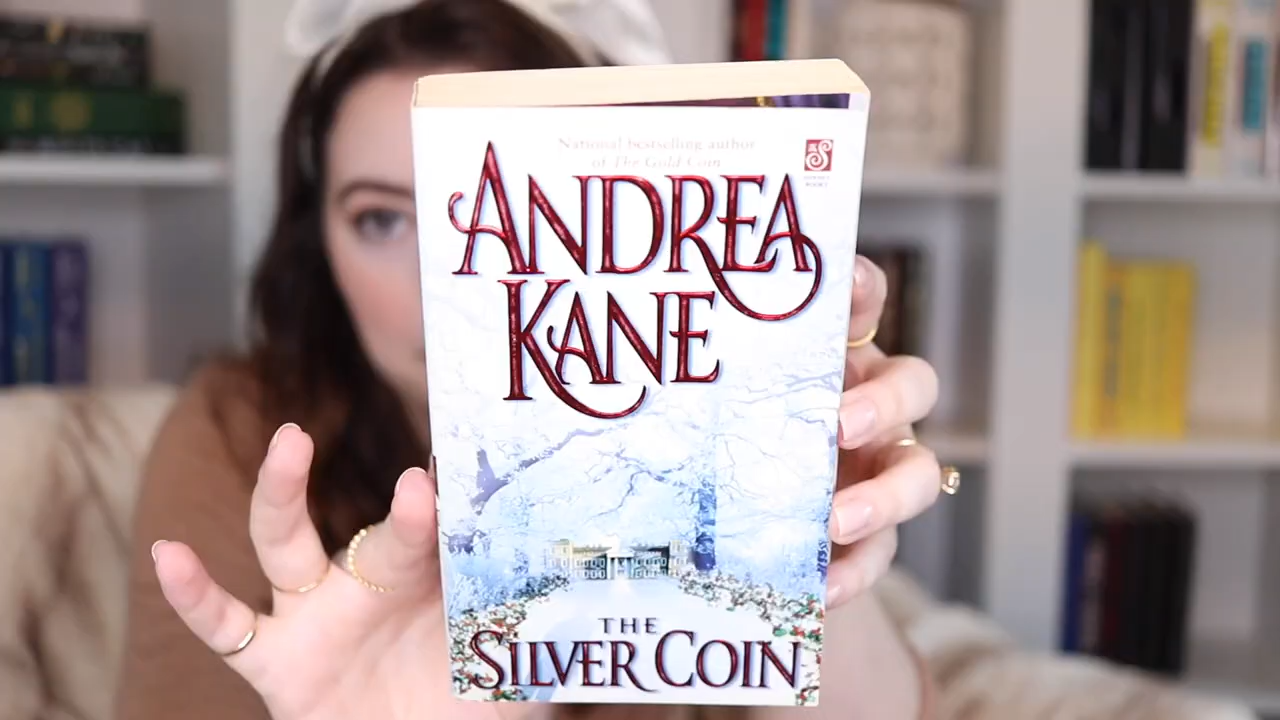 National bestselling author
of The Gold Coin
ANDREA
KANE
THE
SILVER COIN